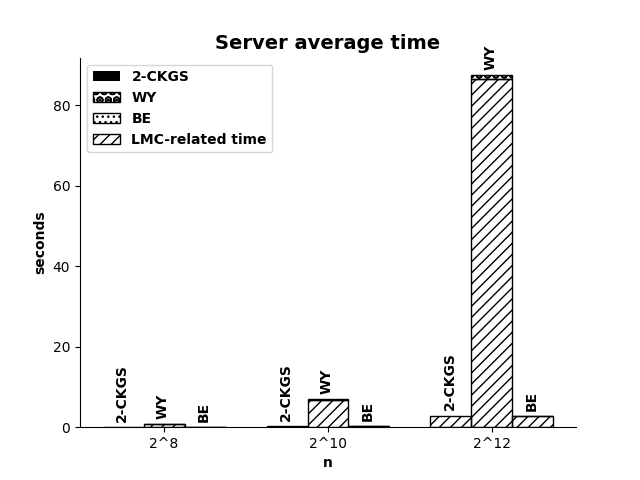 Server average time
2-CKGS
WY
BE
LMC-related time
seconds
80
60
40
20
0
2-CKGS
WY
BE
2-CKGS
WY
BE
2-CKGS
WY
BE
2^8
2^10
2^12
n